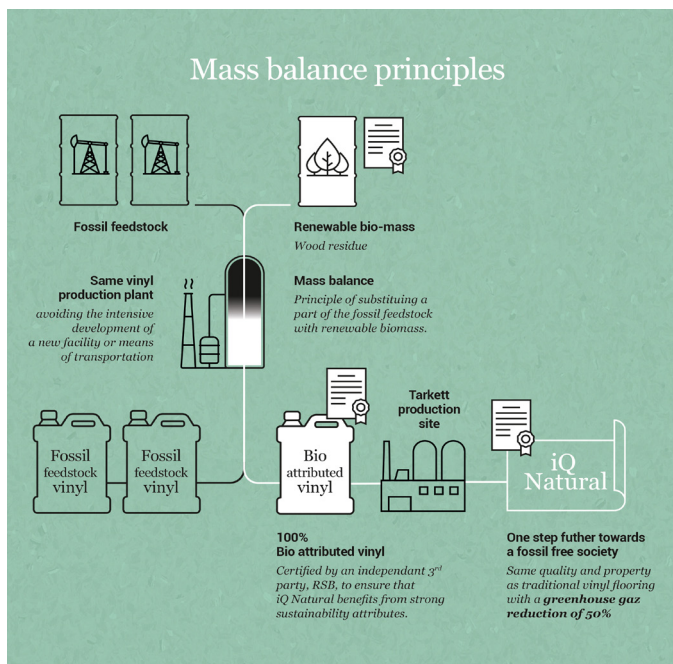 Mass balance principles
Fossil feedstock
Renewable bio-mass
Wood residue
Same vinyl
production plant
avoiding the intensive
development of
a new facility or means
of transportation
Mass balance
Principle of substituing a
part of the fossil feedstock
with renewable biomass.
Fossil
feedstock
vinyl
Fossil
feedstock
vinyl
Bio
attributed
vinyl
Tarkett
production
site
iQ
Natural
100%
Bio attributed vinyl
Certified by an independant 3rd
party, RSB, to ensure that
iQ Natural benefits from strong
sustainability attributes.
One step futher towards
a fossil free society
Same quality and property
as traditional vinyl flooring
with a greenhouse gaz
reduction of 50%